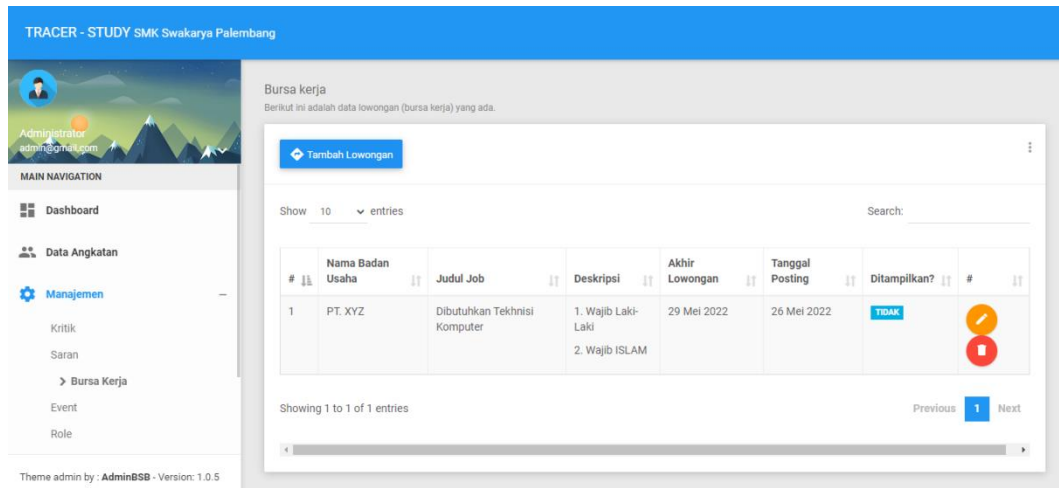 TRACER - STUDY SMK Swakarya Palembang
Administrator
admin@gmail.com
MAIN NAVIGATION
Dashboard
Data Angkatan
Manajemen
Kritik
Saran
Bursa Kerja
Event
Role
Theme admin by : AdminBSB - Version: 1.0.5
Bursa kerja
Berikut ini adalah data lowongan (bursa kerja) yang ada.
Tambah Lowongan
Show 10 entries
Search:
# Nama Badan Usaha Judul Job Deskripsi Akhir Lowongan Tanggal Posting Ditampilkan? #
1 PT. XYZ Dibutuhkan Tekhnisi Komputer 1. Wajib Laki-Laki 29 Mei 2022 26 Mei 2022 TIDAK
2. Wajib ISLAM
Showing 1 to 1 of 1 entries
Previous 1 Next